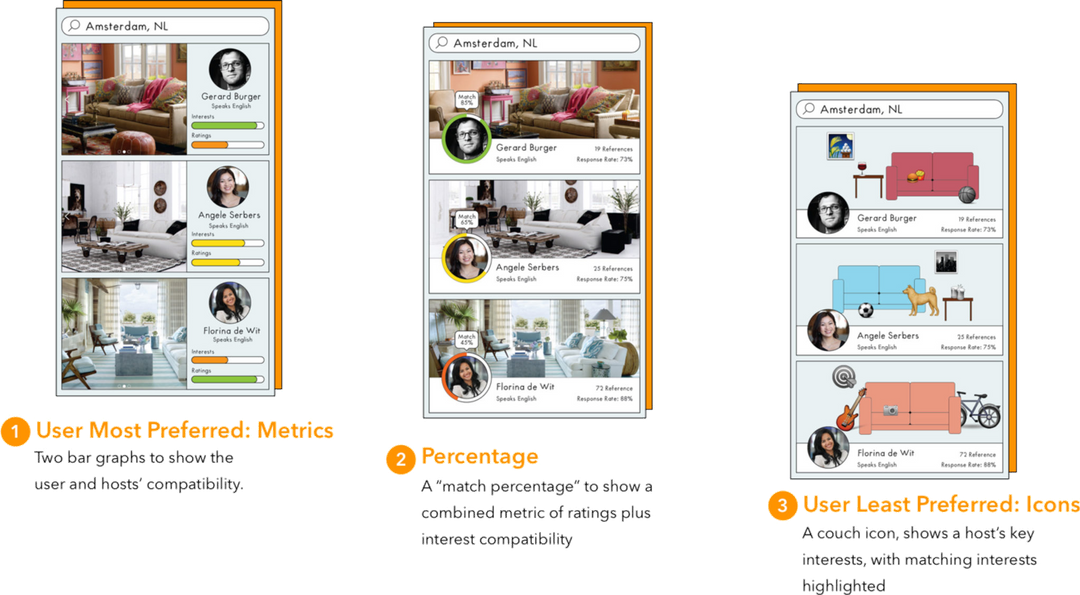 Amsterdam, NL
Gerard Burger
Speaks English
Interests
Ratings
Angele Serbers
Speaks English
Interests
Ratings
Florina de Wit
Speaks English
Interests
Ratings
1 User Most Preferred: Metrics
Two bar graphs to show the
user and hosts’ compatibility.
Amsterdam, NL
Match
85%
Gerard Burger
19 References
Speaks English
Response Rate: 73%
Match
65%
Angele Serbers
25 References
Speaks English
Response Rate: 75%
Match
45%
Florina de Wit
72 Reference
Speaks English
Response Rate: 88%
2 Percentage
A “match percentage” to show a
combined metric of ratings plus
interest compatibility
Amsterdam, NL
Gerard Burger
19 References
Speaks English
Response Rate: 73%
Angele Serbers
25 References
Speaks English
Response Rate: 75%
Florina de Wit
72 Reference
Speaks English
Response Rate: 88%
3 User Least Preferred: Icons
A couch icon, shows a host’s key
interests, with matching interests
highlighted